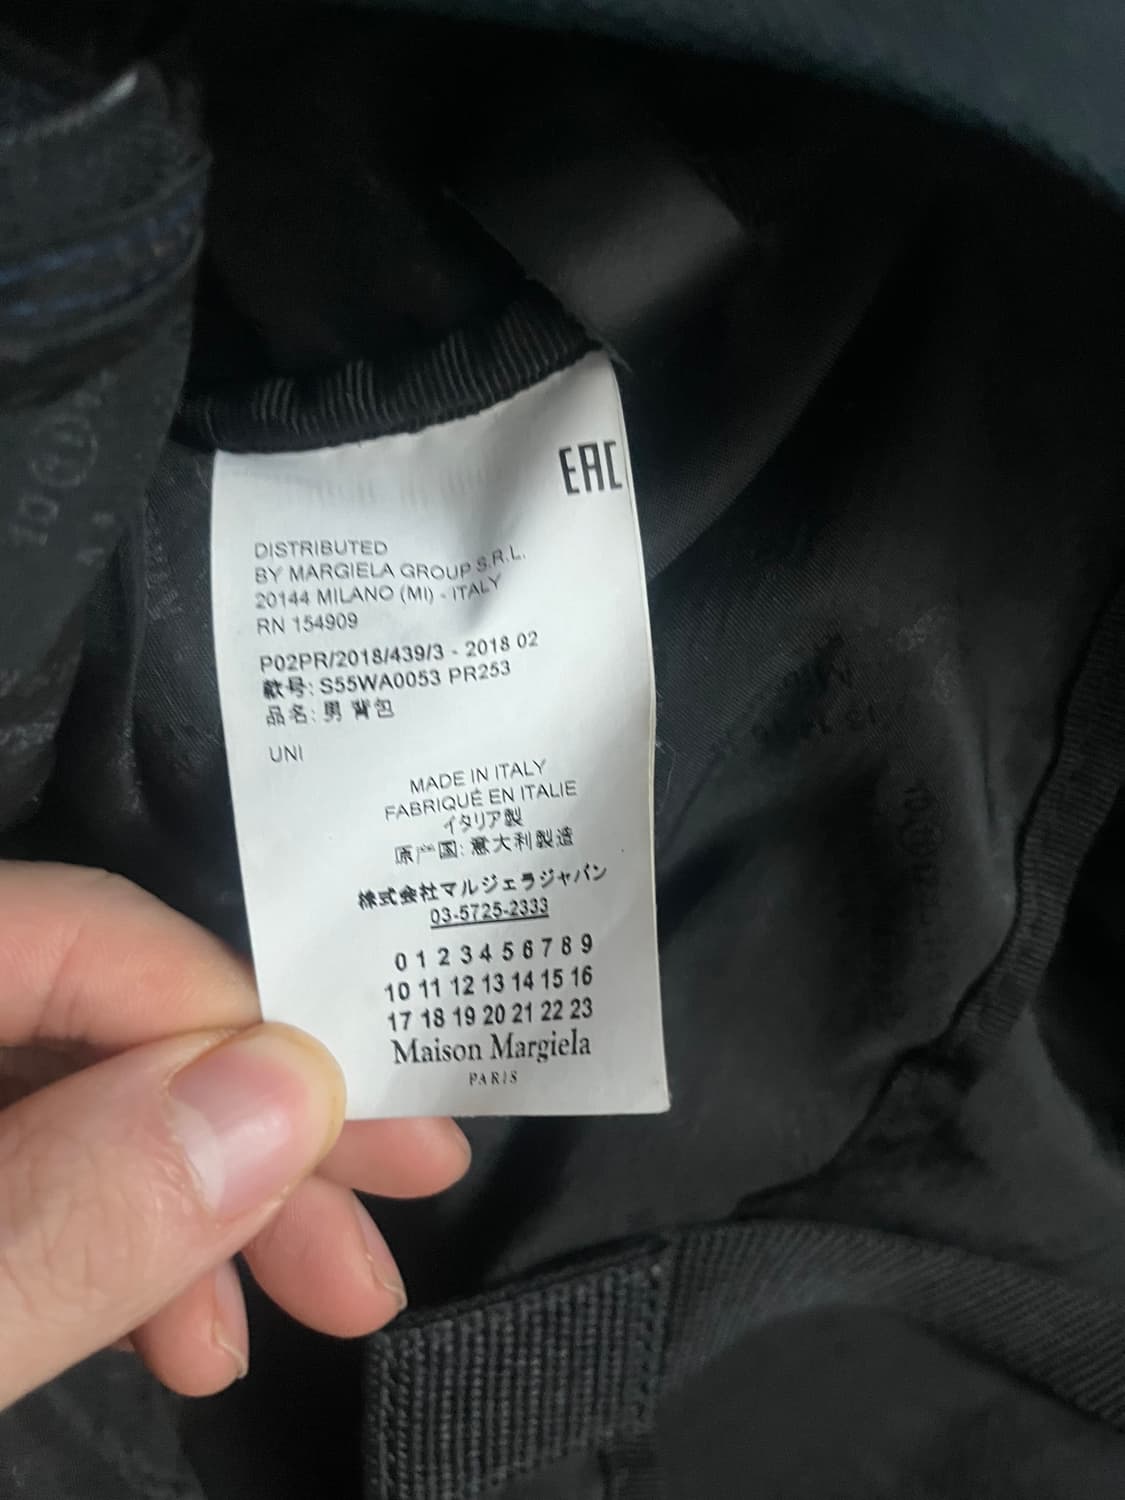 EAC
DISTRIBUTED
BY MARGIELA GROUP S.R.L.
20144 MILANO (MI) - ITALY
RN 154909
P02PR/2018/439/3 - 2018 02
款号: S55WA0053 PR253
品名: 男 背包
UNI
MADE IN ITALY
FABRIQUÉ EN ITALIE
イタリア製
原产国: 意大利製造
株式会社マルジェラジャパン
03-5725-2333
0 1 2 3 4 5 6 7 8 9
10 11 12 13 14 15 16
17 18 19 20 21 22 23
Maison Margiela
PARIS